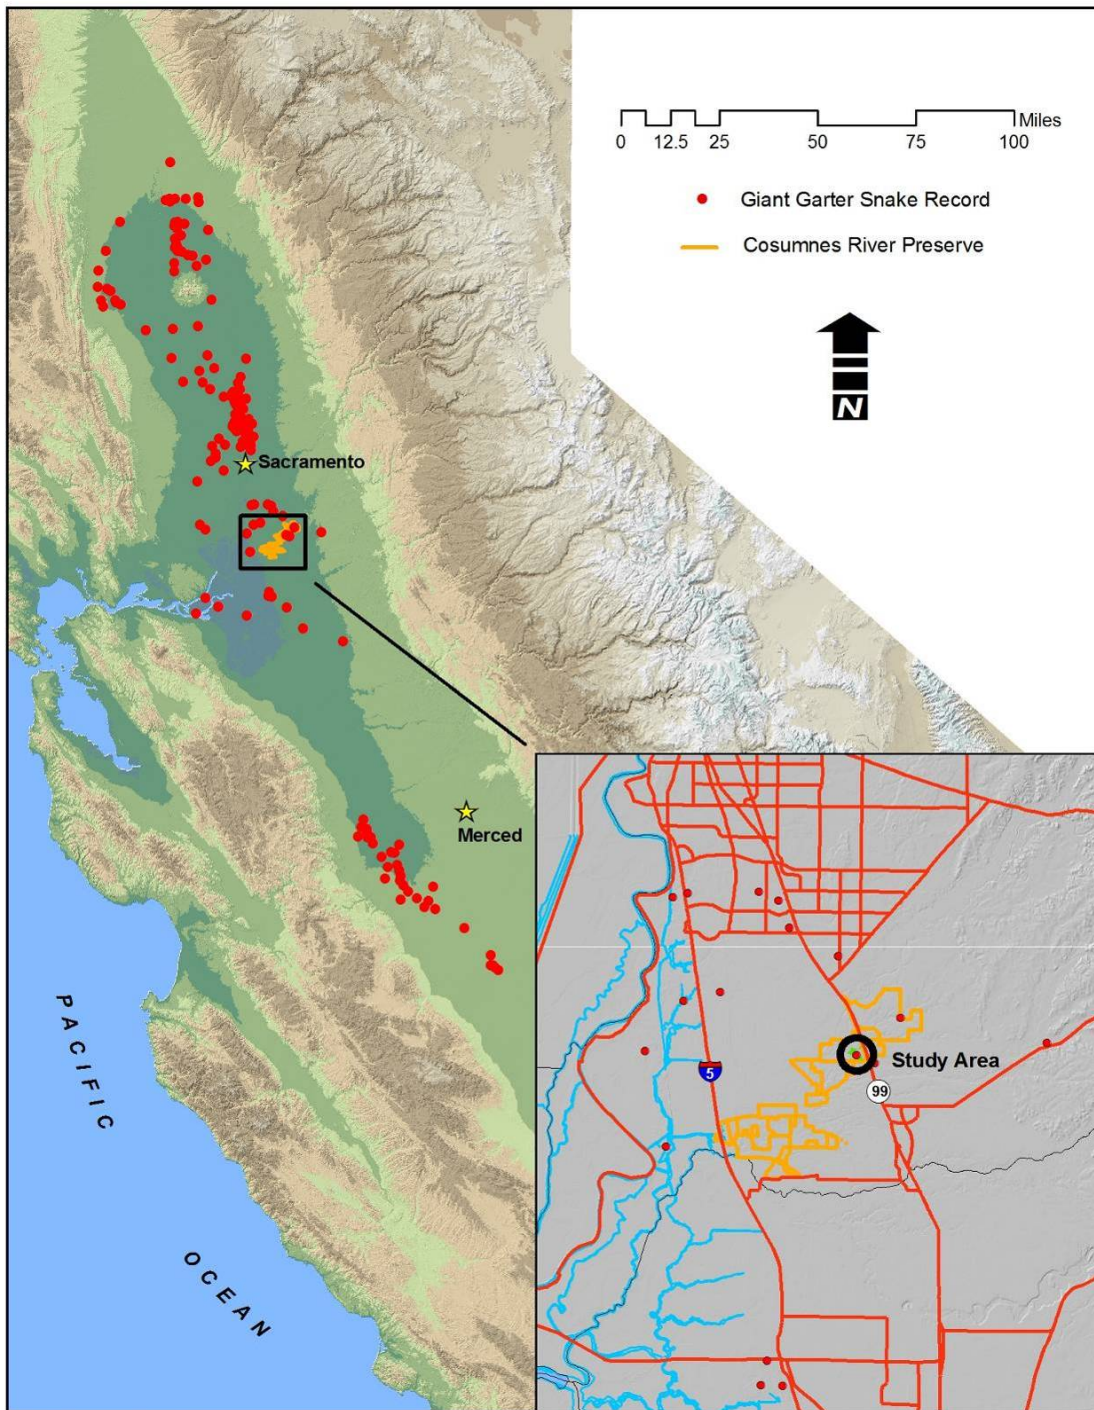 Miles
0 12.5 25 50 75 100
Giant Garter Snake Record
Cosumnes River Preserve
N
Sacramento
Merced
PACIFIC
OCEAN
Study Area
5
99